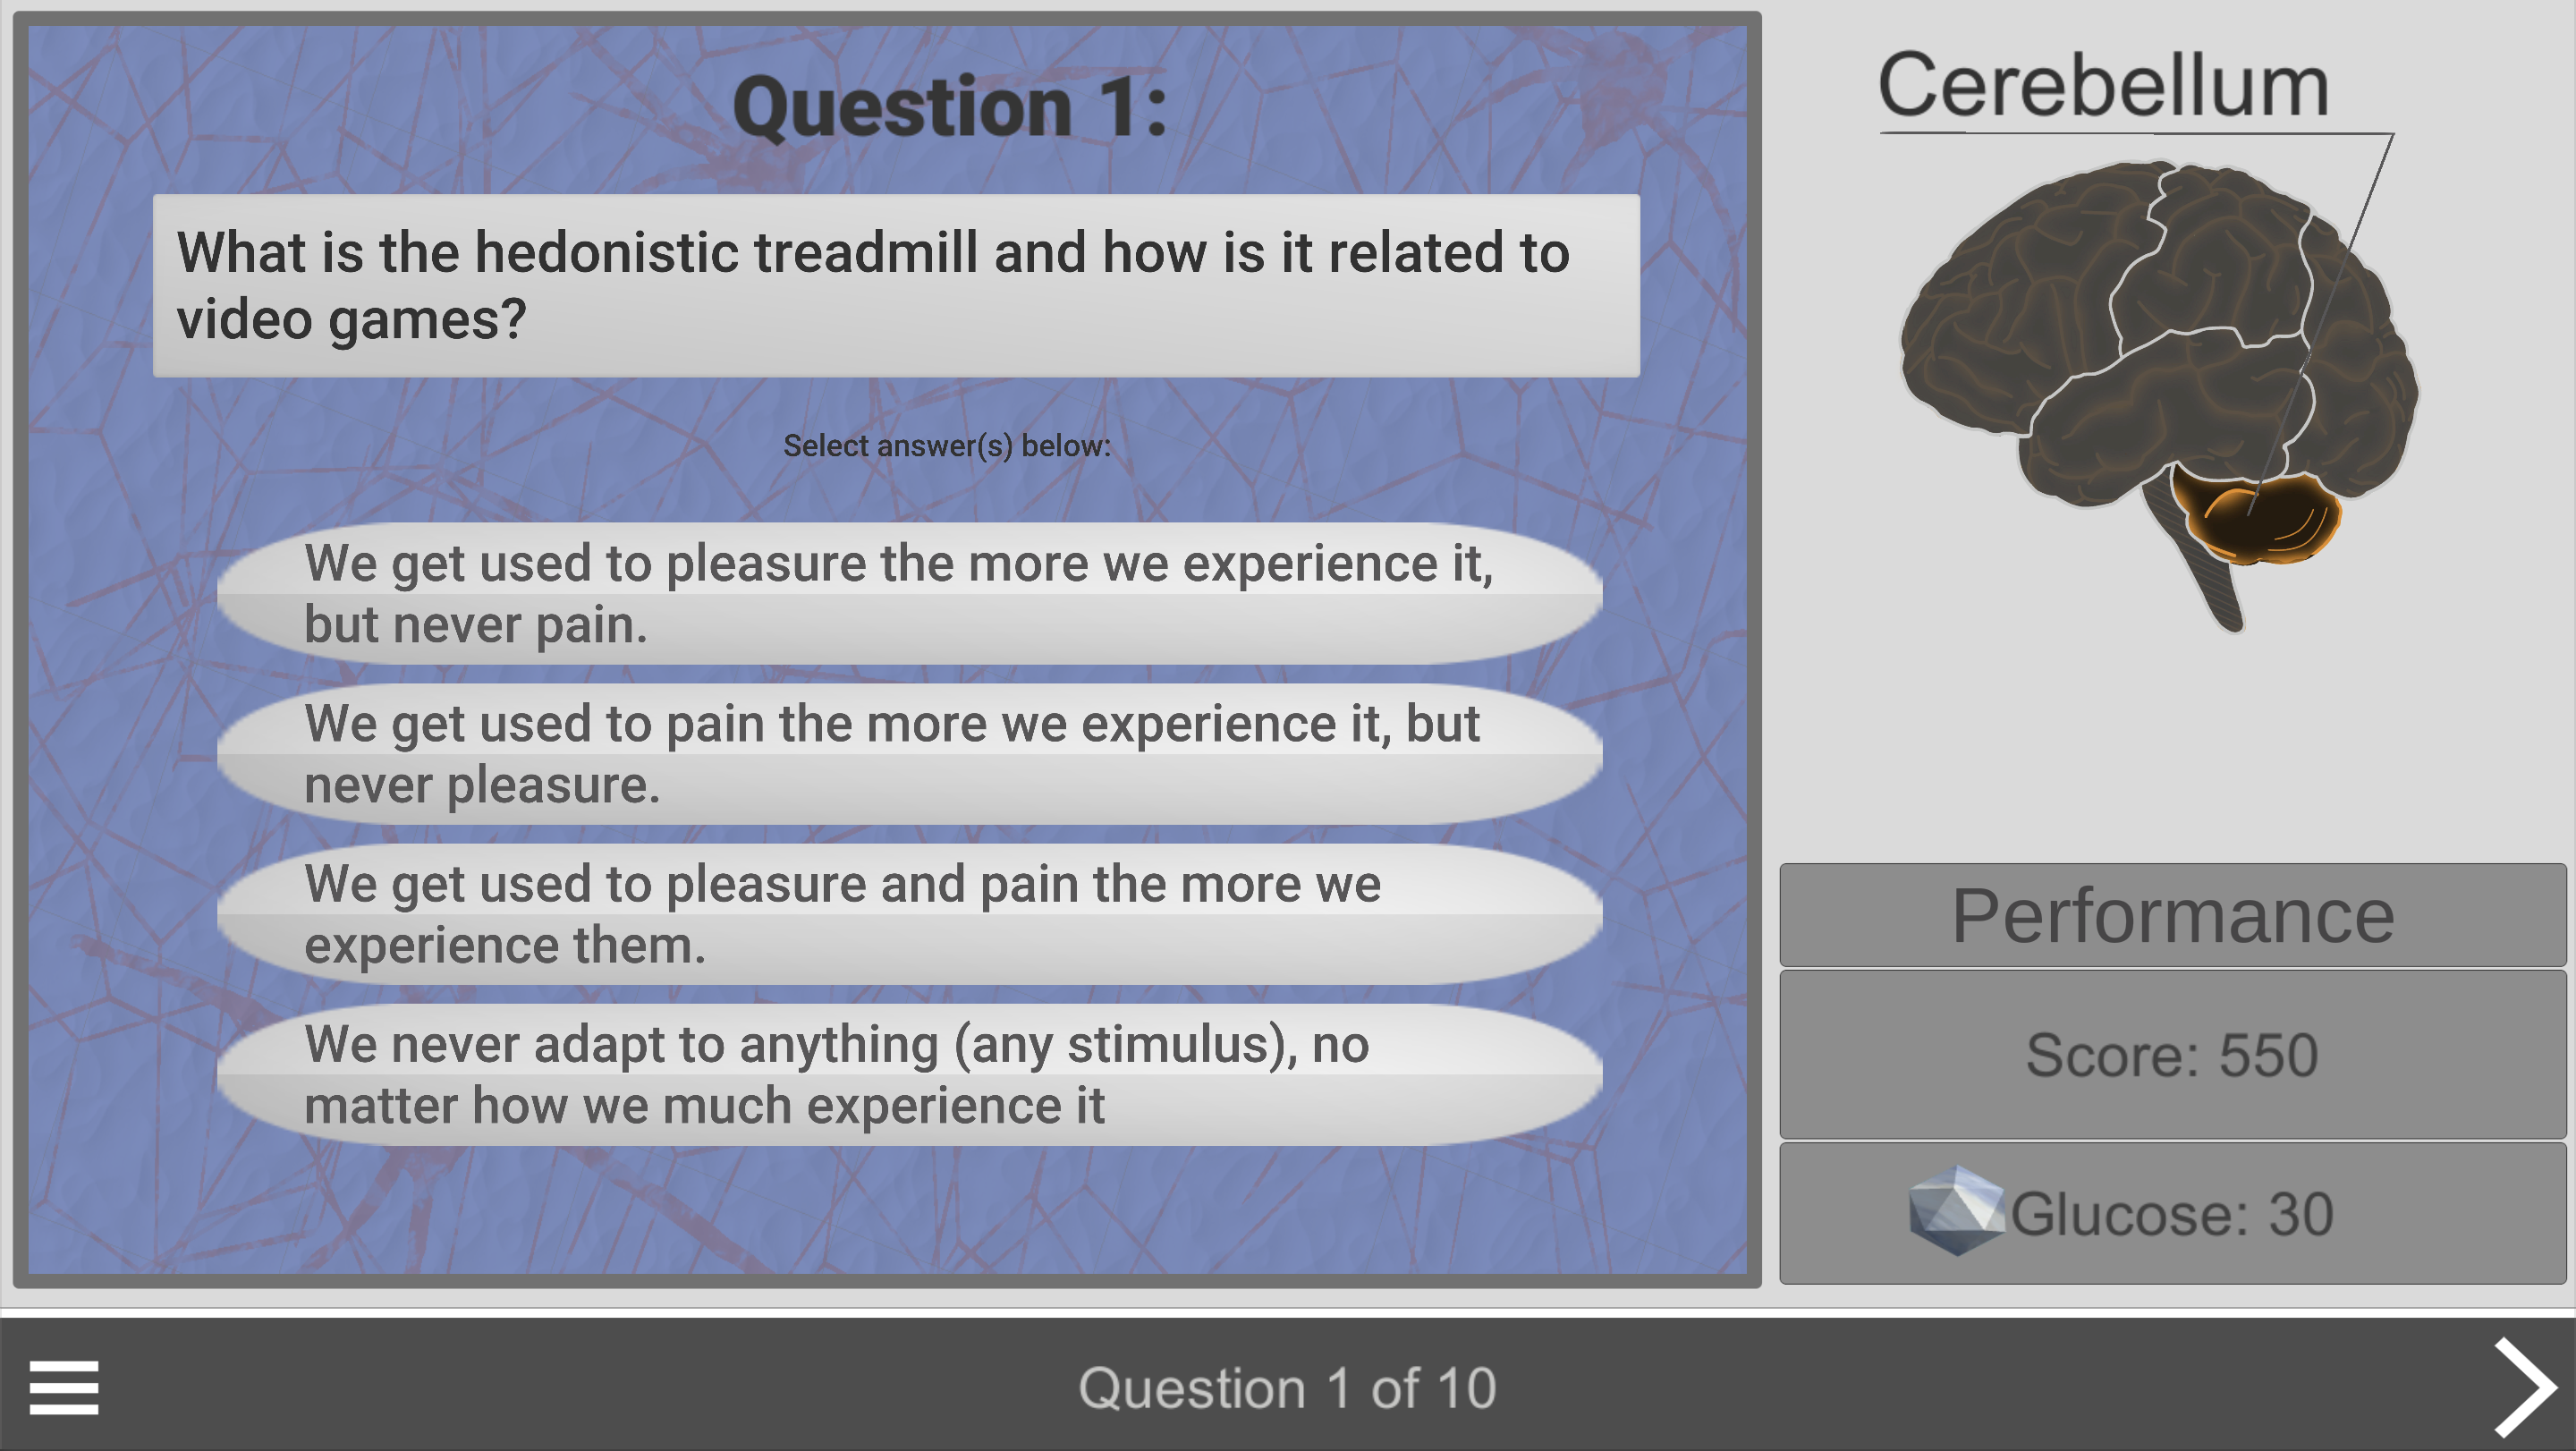 Question 1:
What is the hedonistic treadmill and how is it related to
video games?
Select answer(s) below:
We get used to pleasure the more we experience it,
but never pain.
We get used to pain the more we experience it, but
never pleasure.
We get used to pleasure and pain the more we
experience them.
We never adapt to anything (any stimulus), no
matter how we much experience it
Cerebellum
Performance
Score: 550
Glucose: 30
Question 1 of 10